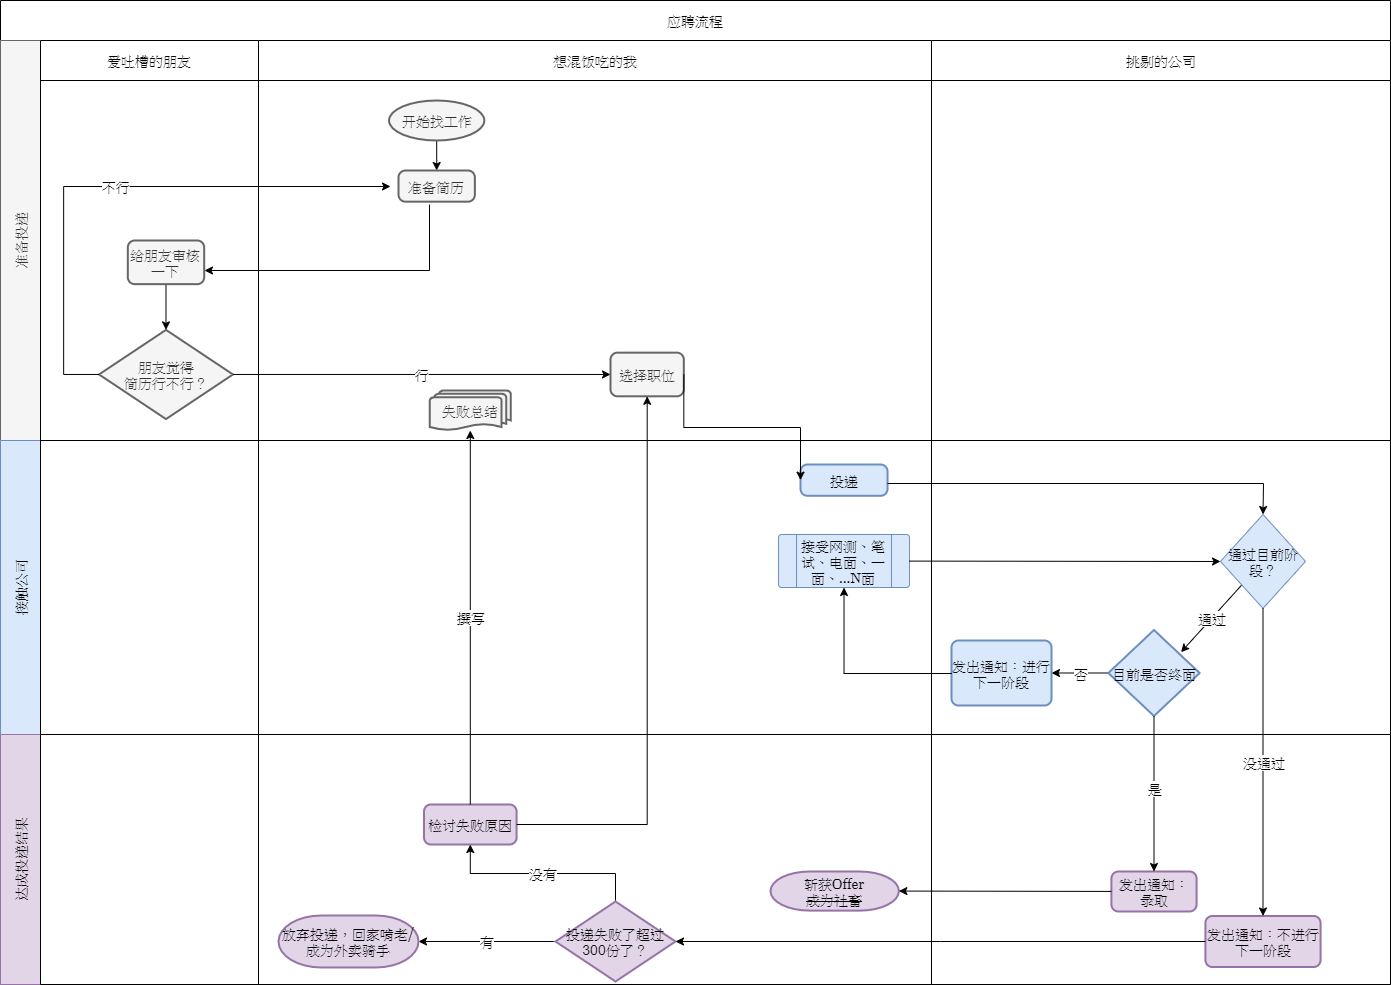 应聘流程
爱吐槽的朋友
想混饭吃的我
挑剔的公司
准备投递
开始找工作
不行
准备简历
给朋友审核
一下
朋友觉得
简历行不行？
行
选择职位
失败总结
接触公司
投递
接受网测、笔
试、电面、一
面、...N面
通过目前阶
段？
撰写
通过
发出通知：进行
下一阶段
否
目前是否终面
没通过
是
达成投递结果
检讨失败原因
没有
斩获Offer
成为社畜
发出通知：
录取
放弃投递，回家啃老/
成为外卖骑手
有
投递失败了超过
300份了？
发出通知：不进行
下一阶段